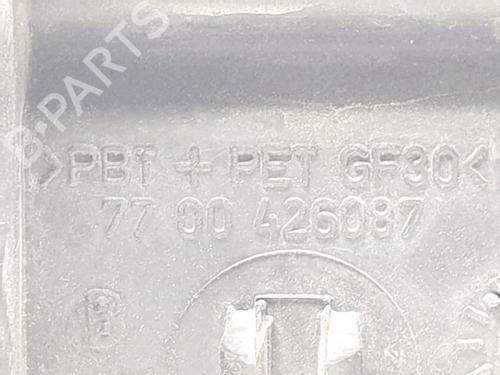 B-PARTS
>PBT + PET GF30<
77 00 426087